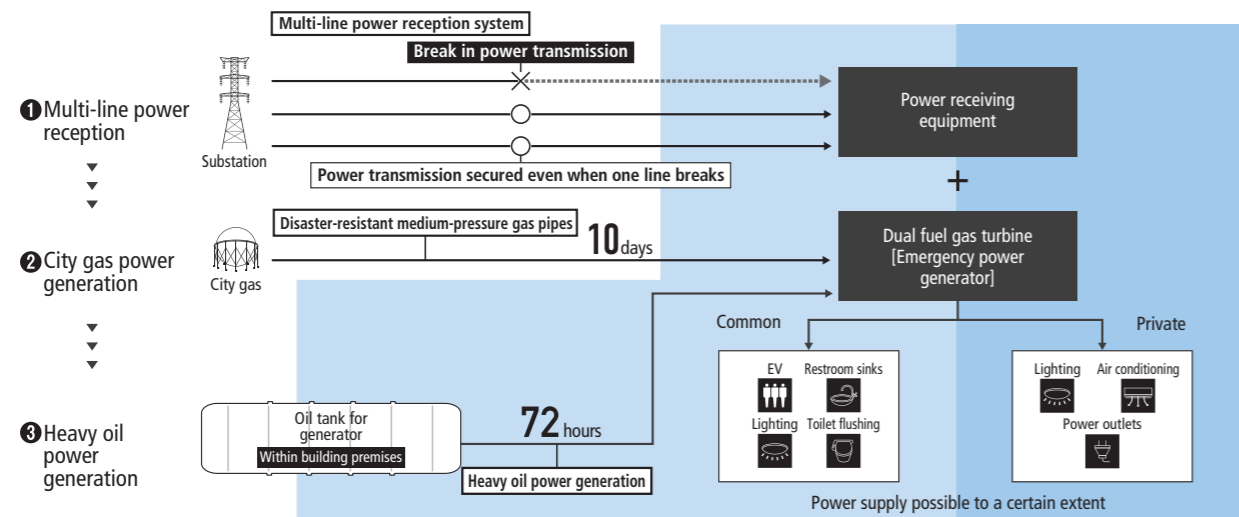 Multi-line power reception system
Break in power transmission
❶Multi-line power
reception
Substation
Power receiving
equipment
Power transmission secured even when one line breaks
+
Disaster-resistant medium-pressure gas pipes
10 days
❷City gas power
generation
City gas
Dual fuel gas turbine
[Emergency power
generator]
Common
Private
EV
Restroom sinks
Lighting
Toilet flushing
Lighting
Air conditioning
Power outlets
❸Heavy oil
power
generation
Oil tank for
generator
Within building premises
72 hours
Heavy oil power generation
Power supply possible to a certain extent